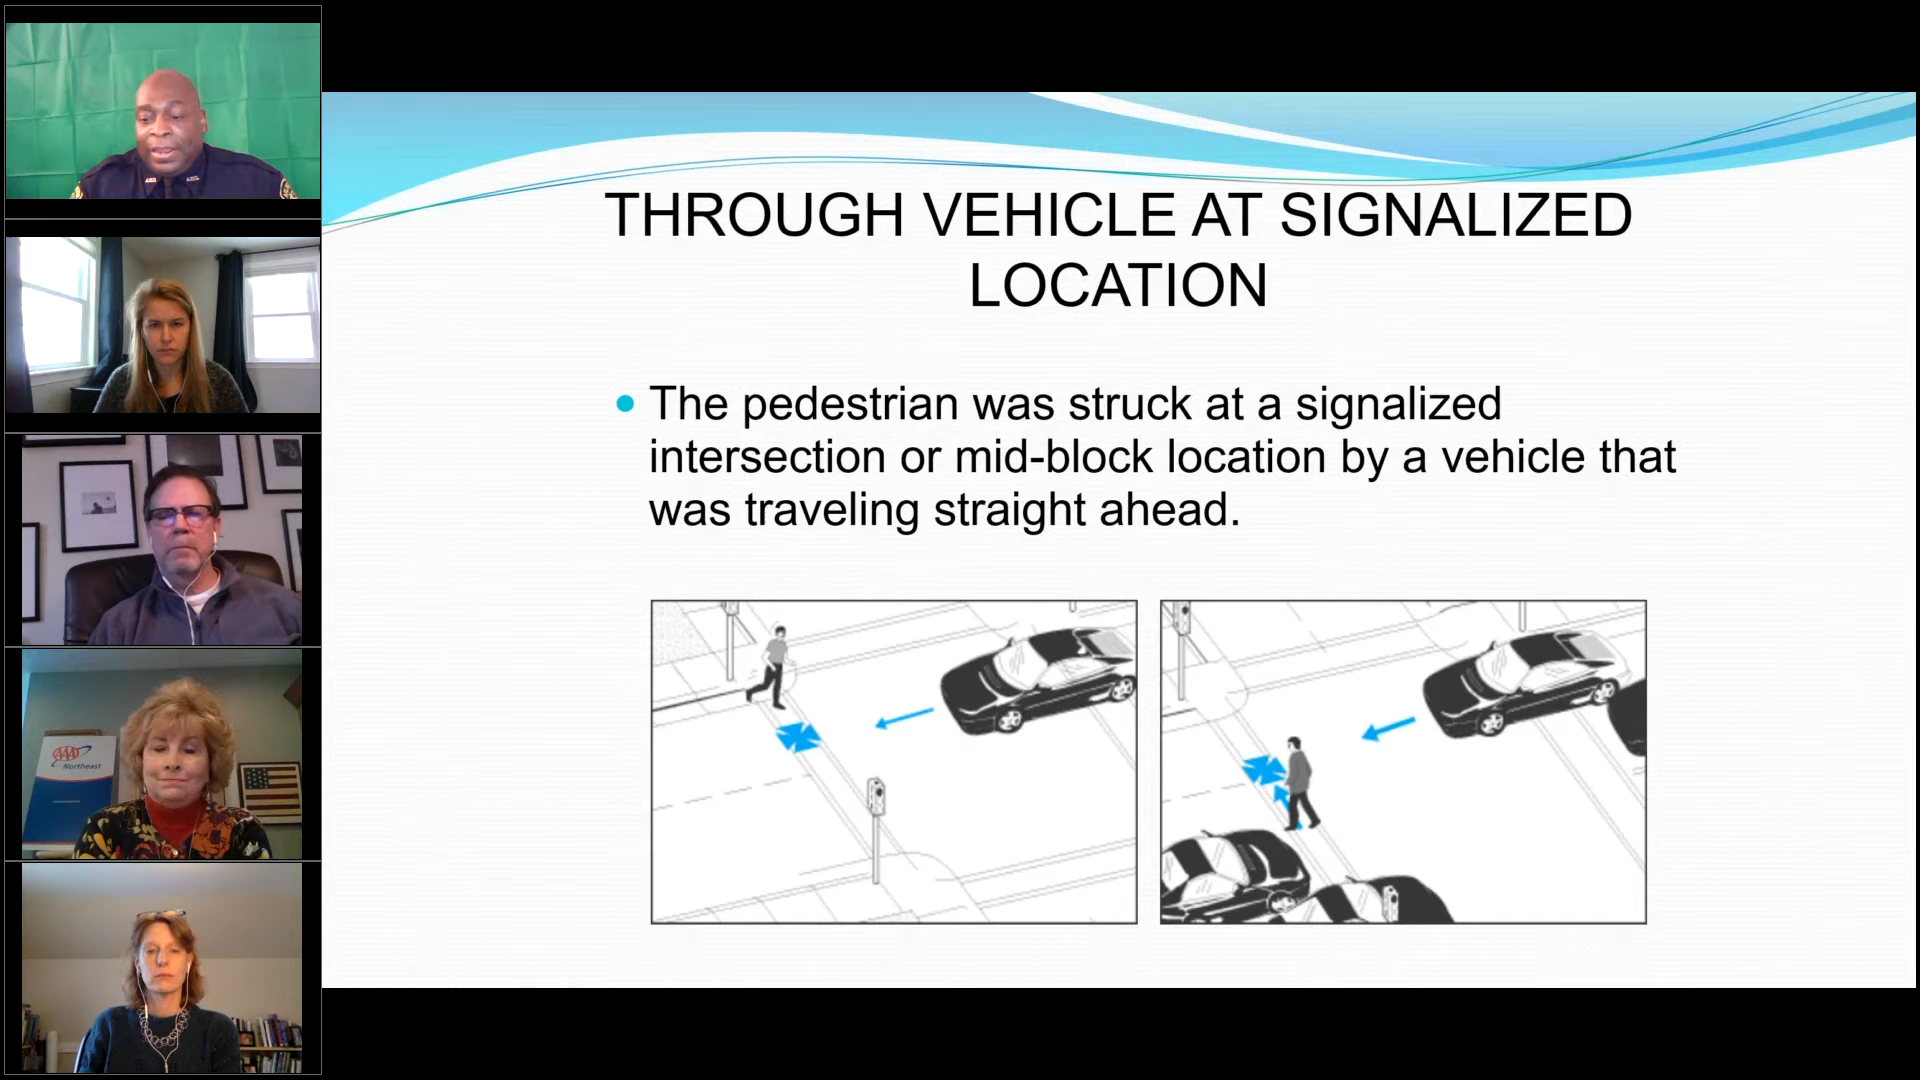 THROUGH VEHICLE AT SIGNALIZED
LOCATION
• The pedestrian was struck at a signalized
intersection or mid-block location by a vehicle that
was traveling straight ahead.
AAA
Northeast